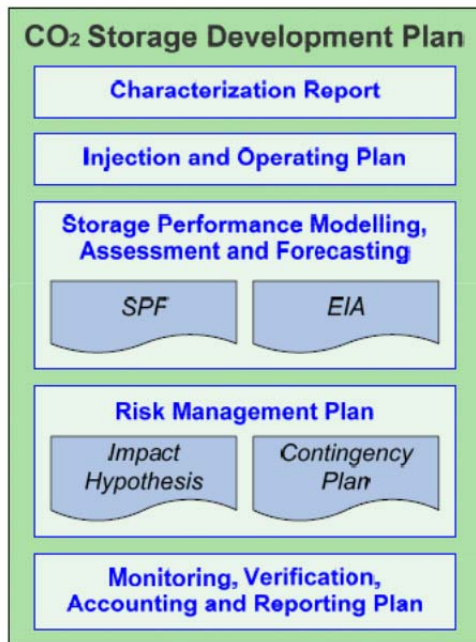 CO₂ Storage Development Plan
Characterization Report
Injection and Operating Plan
Storage Performance Modelling,
Assessment and Forecasting
SPF
EIA
Risk Management Plan
Impact
Hypothesis
Contingency
Plan
Monitoring, Verification,
Accounting and Reporting Plan